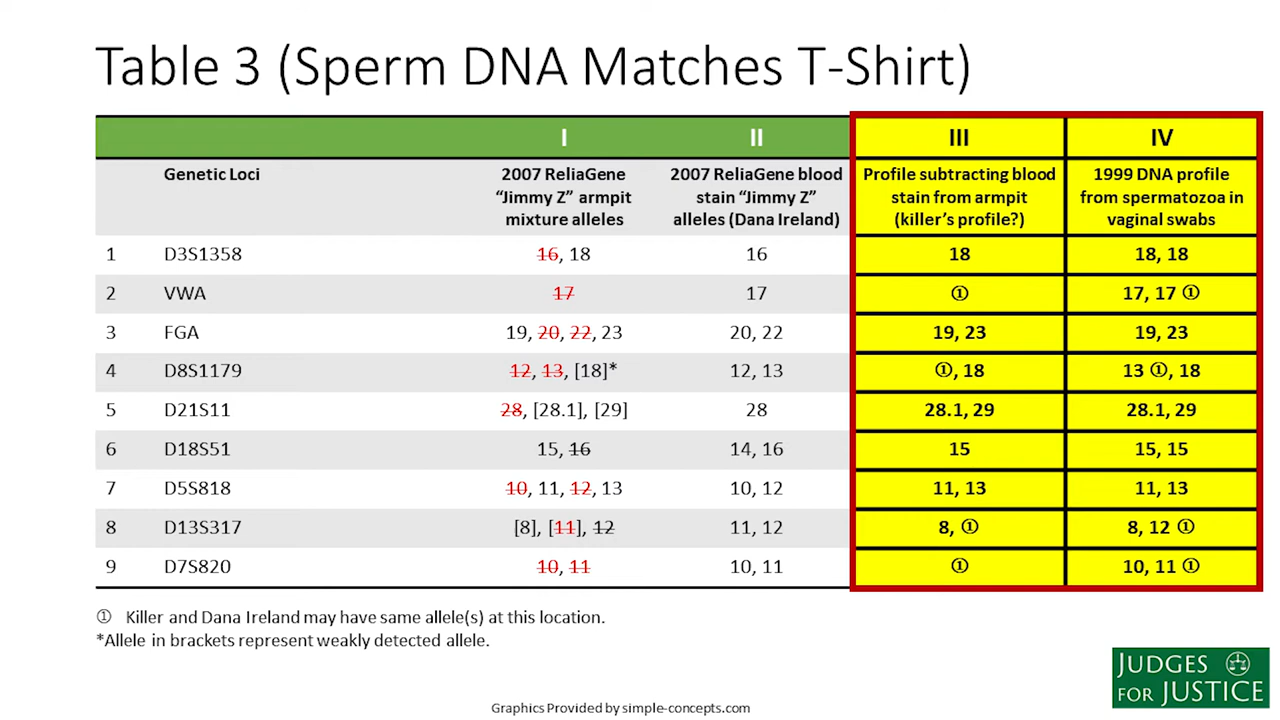 Table 3 (Sperm DNA Matches T-Shirt)
I II III IV
Genetic Loci 2007 ReliaGene 2007 ReliaGene blood Profile subtracting blood 1999 DNA profile
"Jimmy Z" armpit stain "Jimmy Z" stain from armpit from spermatozoa in
mixture alleles alleles (Dana Ireland) (killer's profile?) vaginal swabs
1 D3S1358 16, 18 16 18 18, 18
2 VWA 17 17 ① 17, 17 ①
3 FGA 19, 20, 22, 23 20, 22 19, 23 19, 23
4 D8S1179 12, 13, [18]* 12, 13 ①, 18 13 ①, 18
5 D21S11 28, [28.1], [29] 28 28.1, 29 28.1, 29
6 D18S51 15, 16 14, 16 15 15, 15
7 D5S818 10, 11, 12, 13 10, 12 11, 13 11, 13
8 D13S317 [8], [11], 12 11, 12 8, ① 8, 12 ①
9 D7S820 10, 11 10, 11 ① 10, 11 ①
① Killer and Dana Ireland may have same allele(s) at this location.
*Allele in brackets represent weakly detected allele.
JUDGES
FOR JUSTICE
Graphics Provided by simple-concepts.com